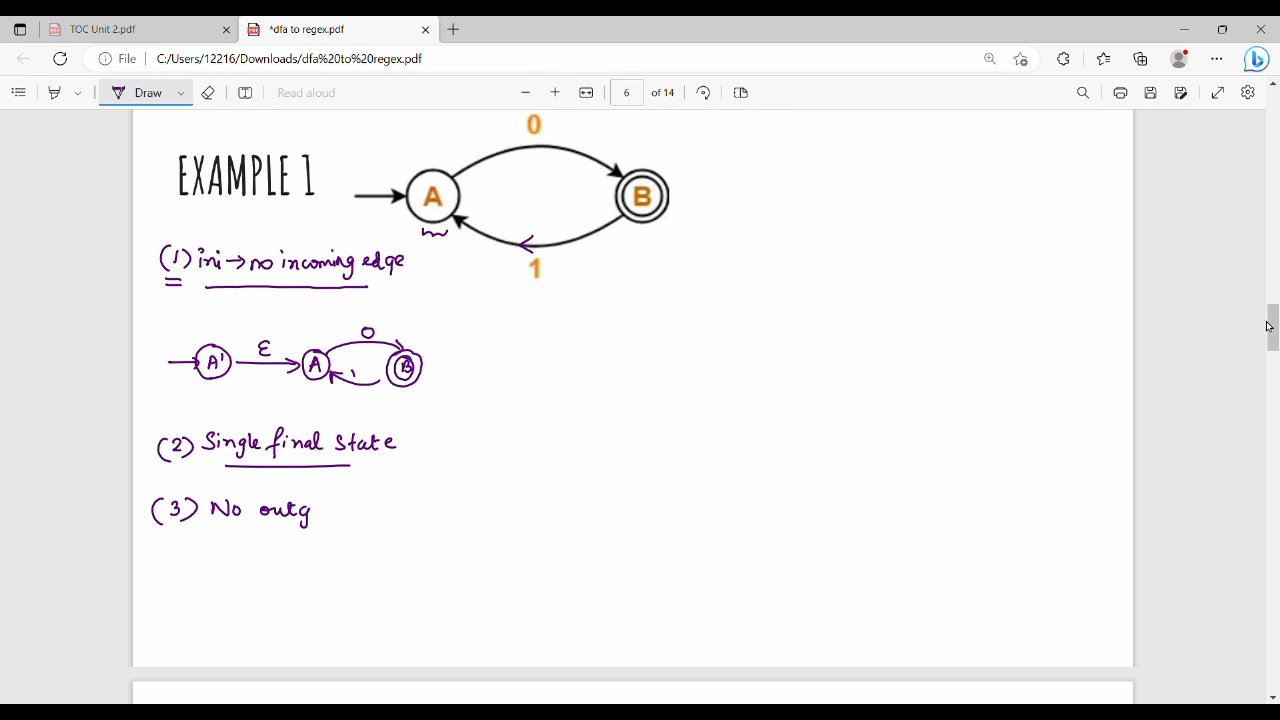 TOC Unit 2.pdf
*dfa to regex.pdf
File
C:/Users/12216/Downloads/dfa%20to%20regex.pdf
Draw
Read aloud
6 of 14
EXAMPLE 1
0
A
B
1
(1) ini→no incoming edge
A' ε A 0 B
1
(2) Single final state
(3) No outg